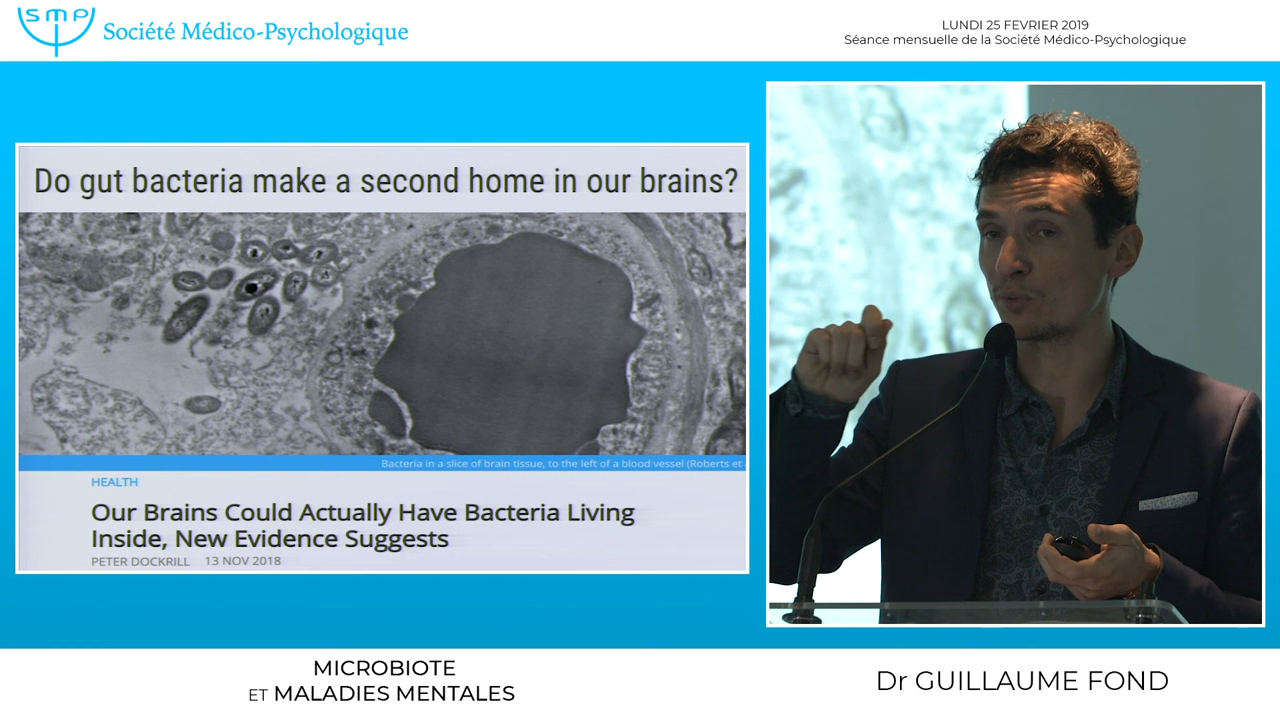 SMP
Société Médico-Psychologique
LUNDI 25 FEVRIER 2019
Séance mensuelle de la Société Médico-Psychologique
Do gut bacteria make a second home in our brains?
Bacteria in a slice of brain tissue, to the left of a blood vessel (Roberts et
HEALTH
Our Brains Could Actually Have Bacteria Living
Inside, New Evidence Suggests
PETER DOCKRILL 13 NOV 2018
MICROBIOTE
ET MALADIES MENTALES
Dr GUILLAUME FOND